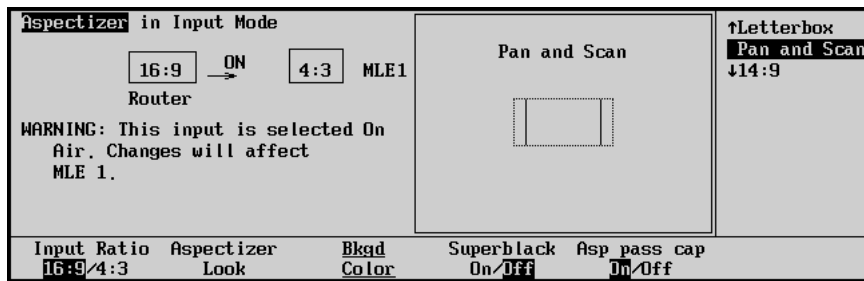 Aspectizer in Input Mode
16:9 ON 4:3 MLE1
Router
WARNING: This input is selected On
Air. Changes will affect
MLE 1.
Pan and Scan
↑Letterbox
Pan and Scan
↓14:9
Input Ratio Aspectizer Bkgd Superblack Asp pass cap
16:9/4:3 Look Color On/Off On/Off